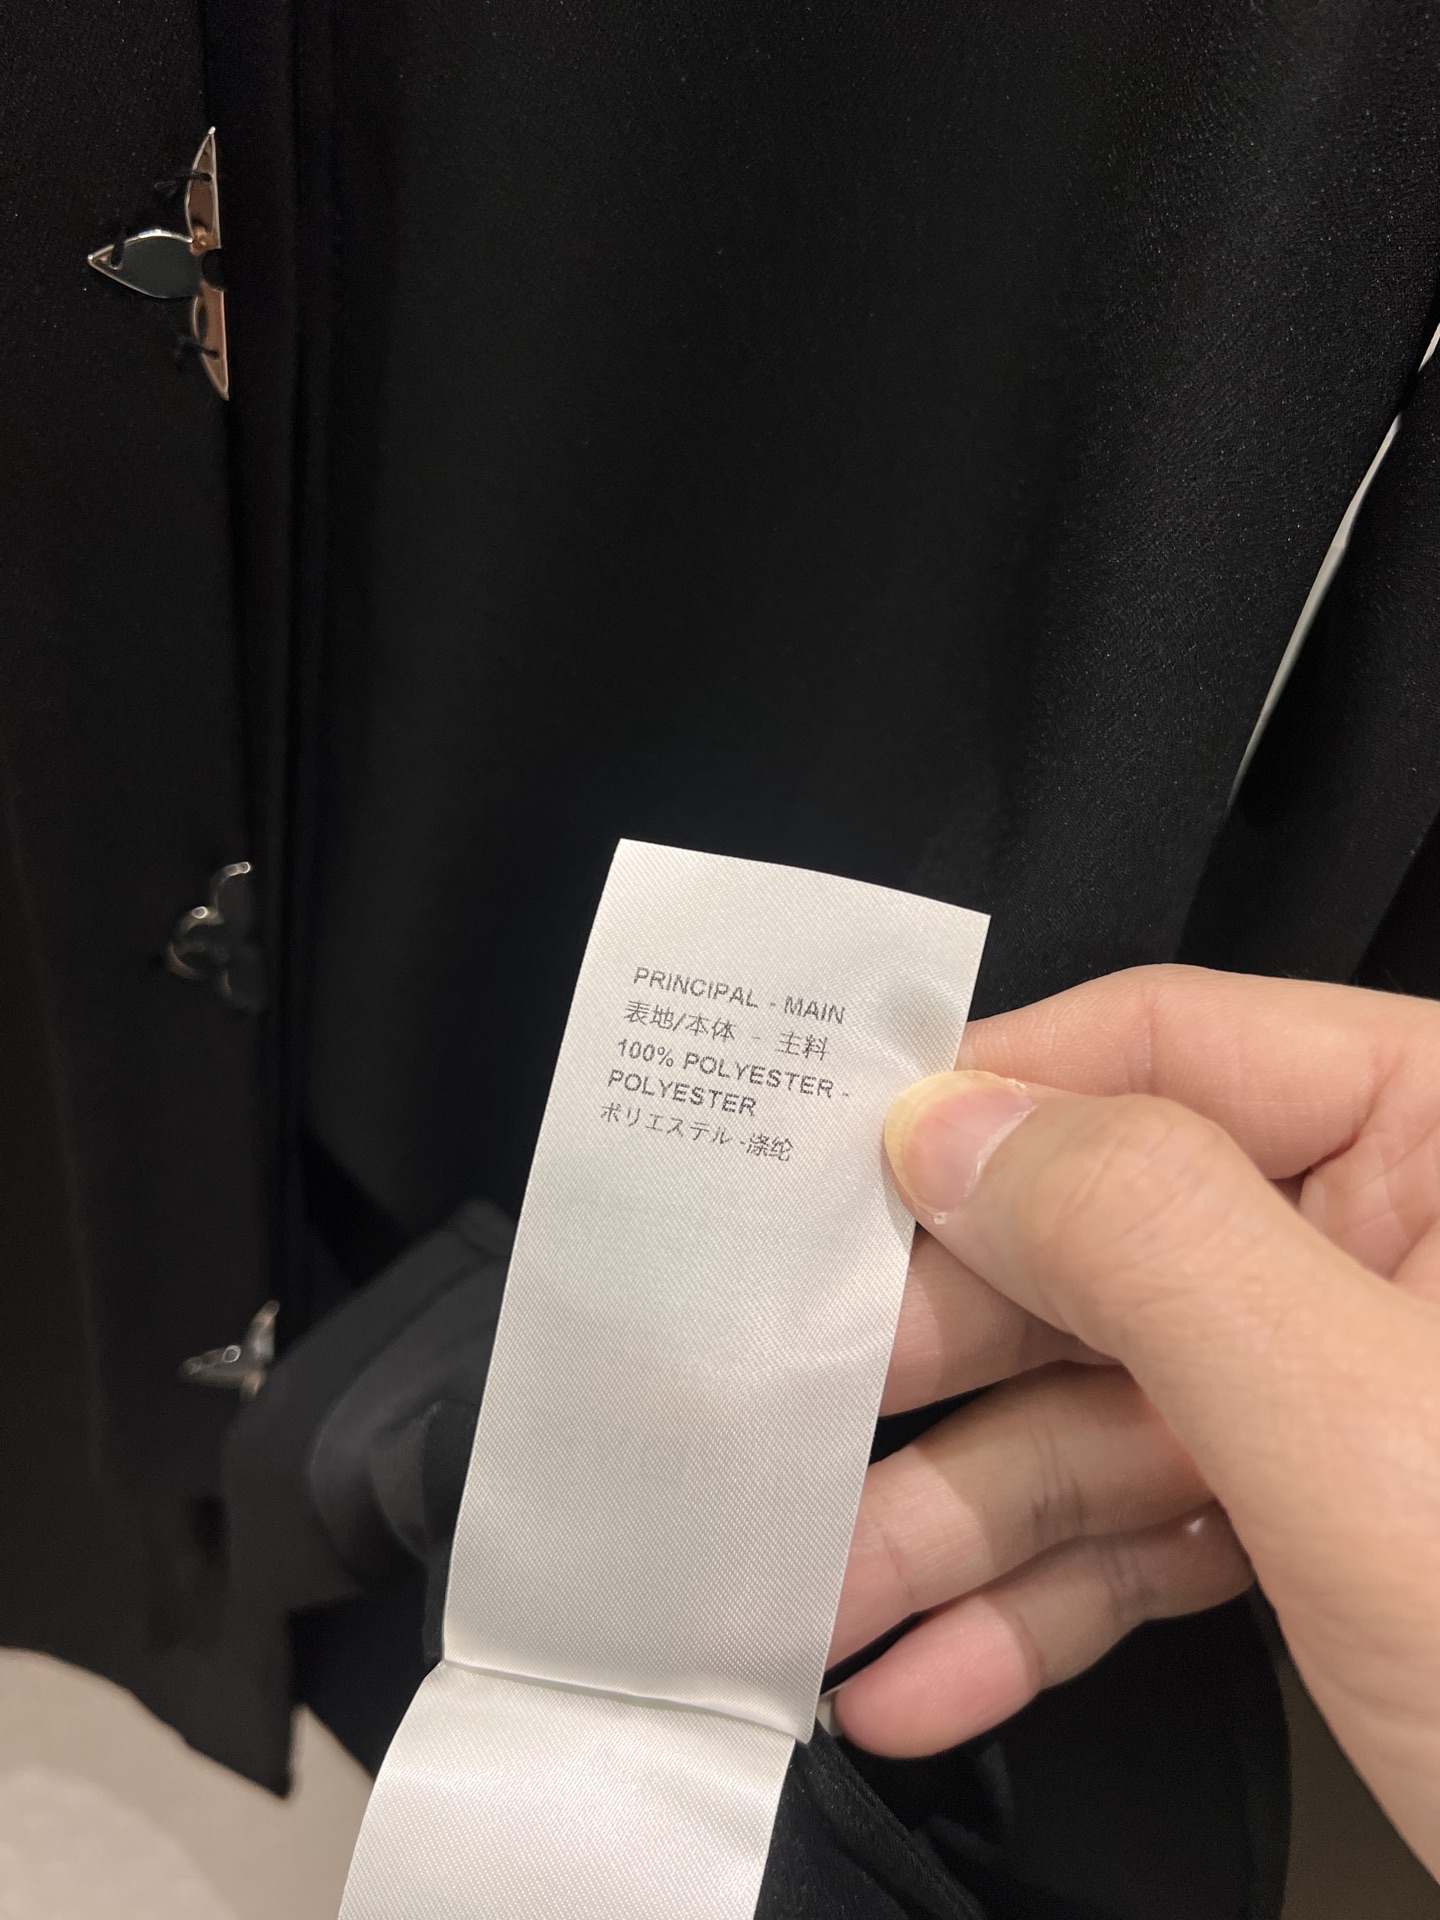 PRINCIPAL - MAIN
表地/本体 - 主料
100% POLYESTER -
POLYESTER
ポリエステル -涤纶